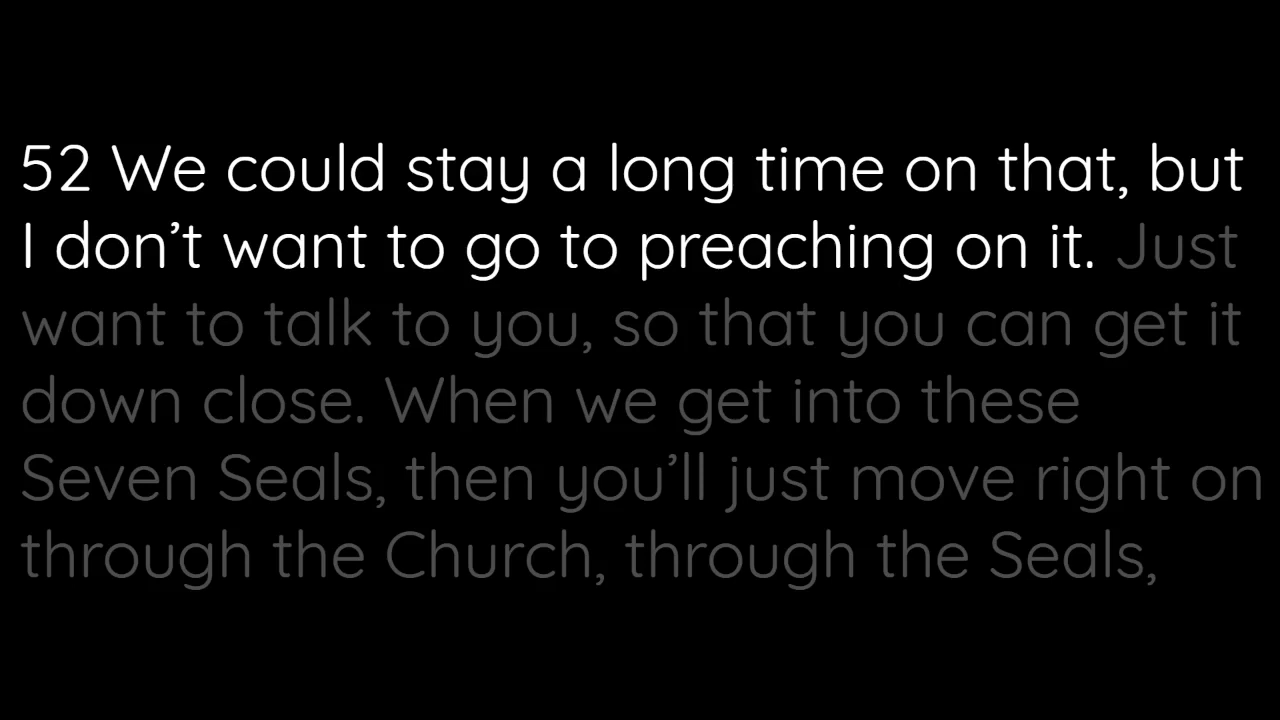 52 We could stay a long time on that, but
I don’t want to go to preaching on it. Just
want to talk to you, so that you can get it
down close. When we get into these
Seven Seals, then you’ll just move right on
through the Church, through the Seals,